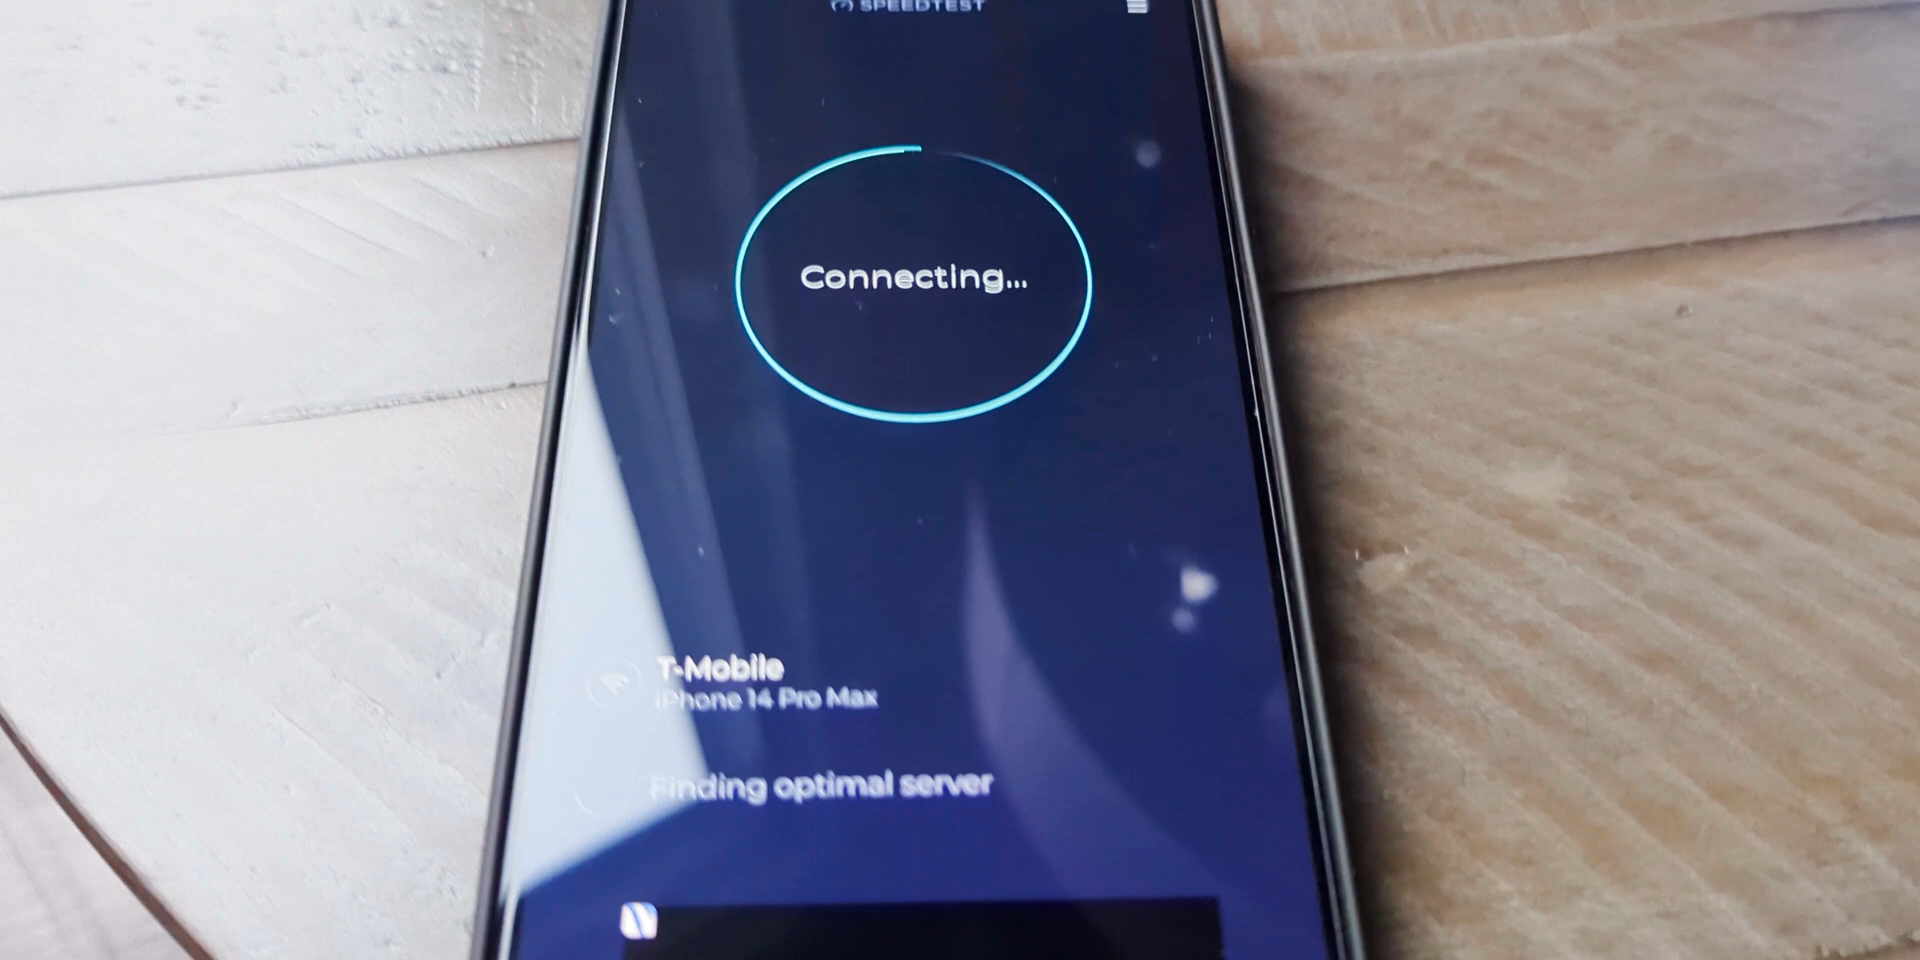 SPEEDTEST
Connecting...
T-Mobile
iPhone 14 Pro Max
Finding optimal server